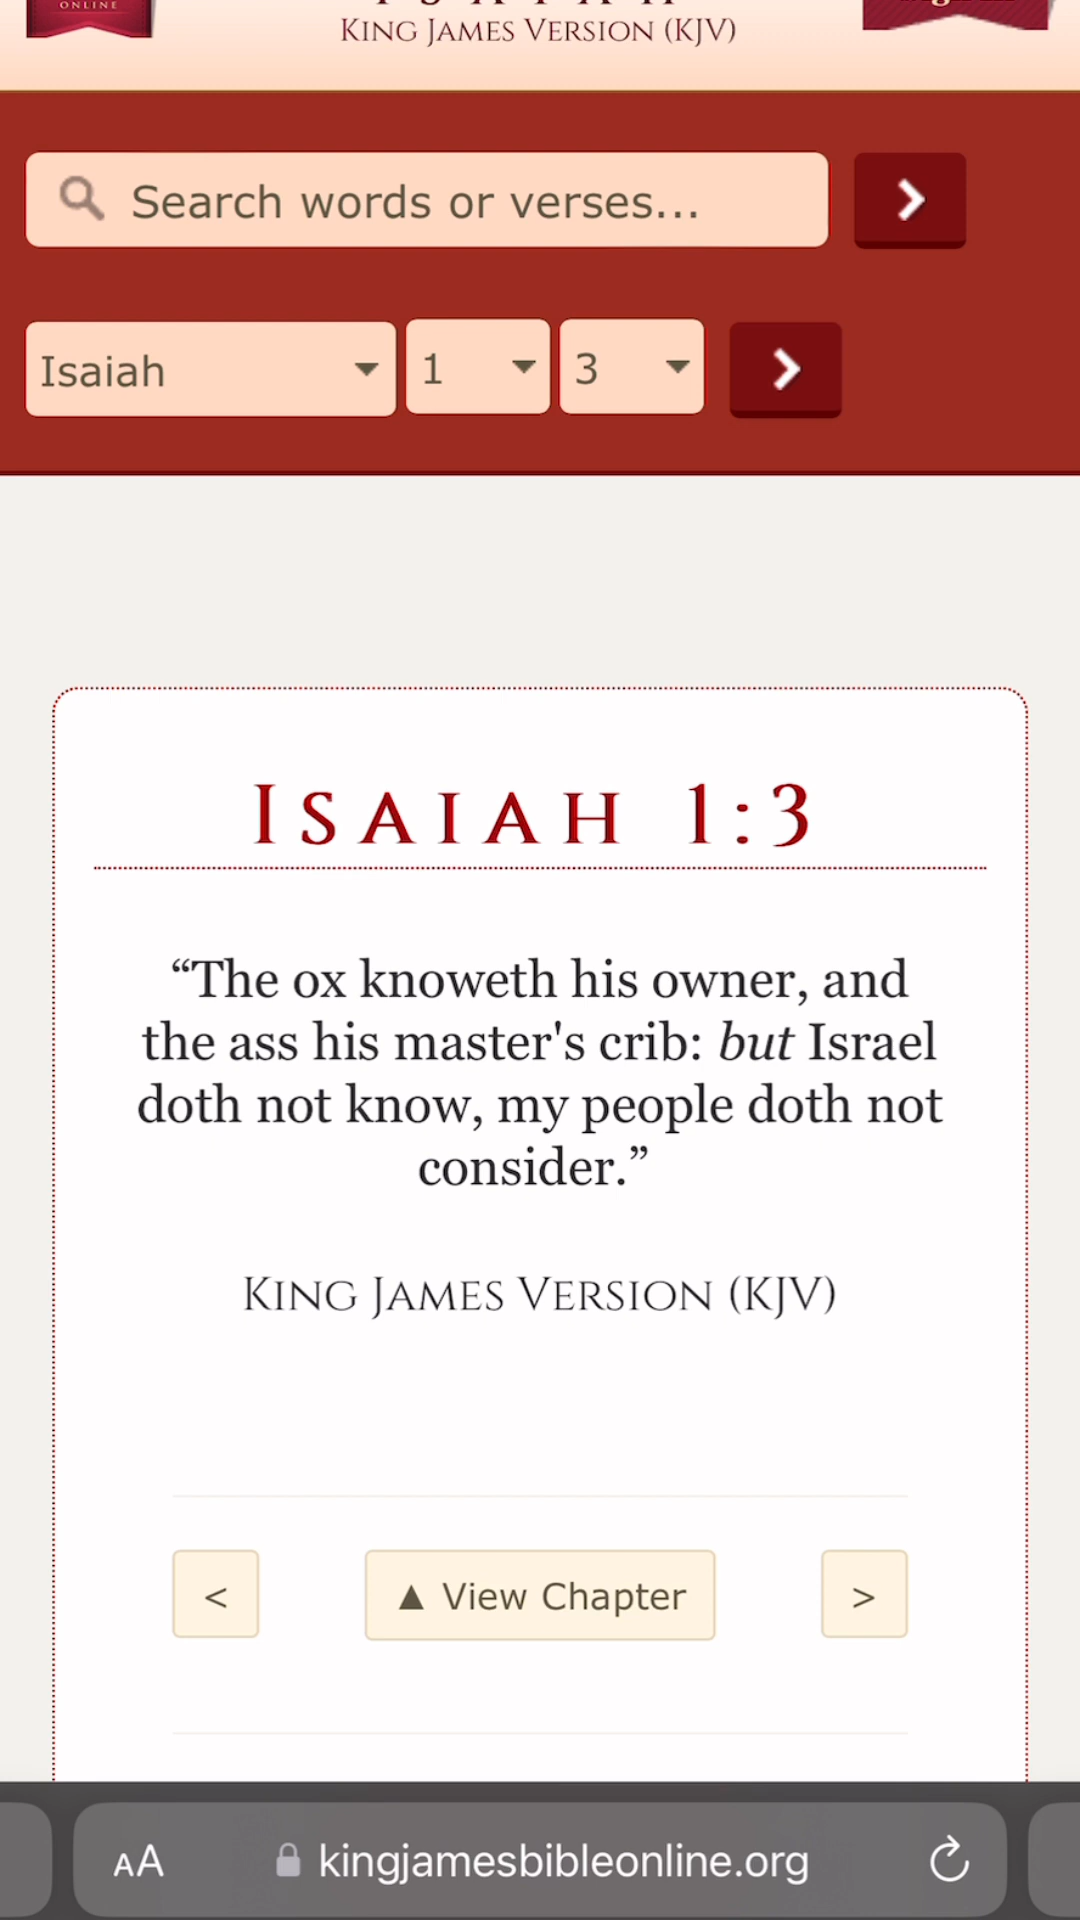 ONLINE
KING JAMES VERSION (KJV)
Search words or verses...
Isaiah
1
3
ISAIAH 1:3
“The ox knoweth his owner, and
the ass his master's crib: but Israel
doth not know, my people doth not
consider.”
KING JAMES VERSION (KJV)
<
▲ View Chapter
>
AA
kingjamesbibleonline.org